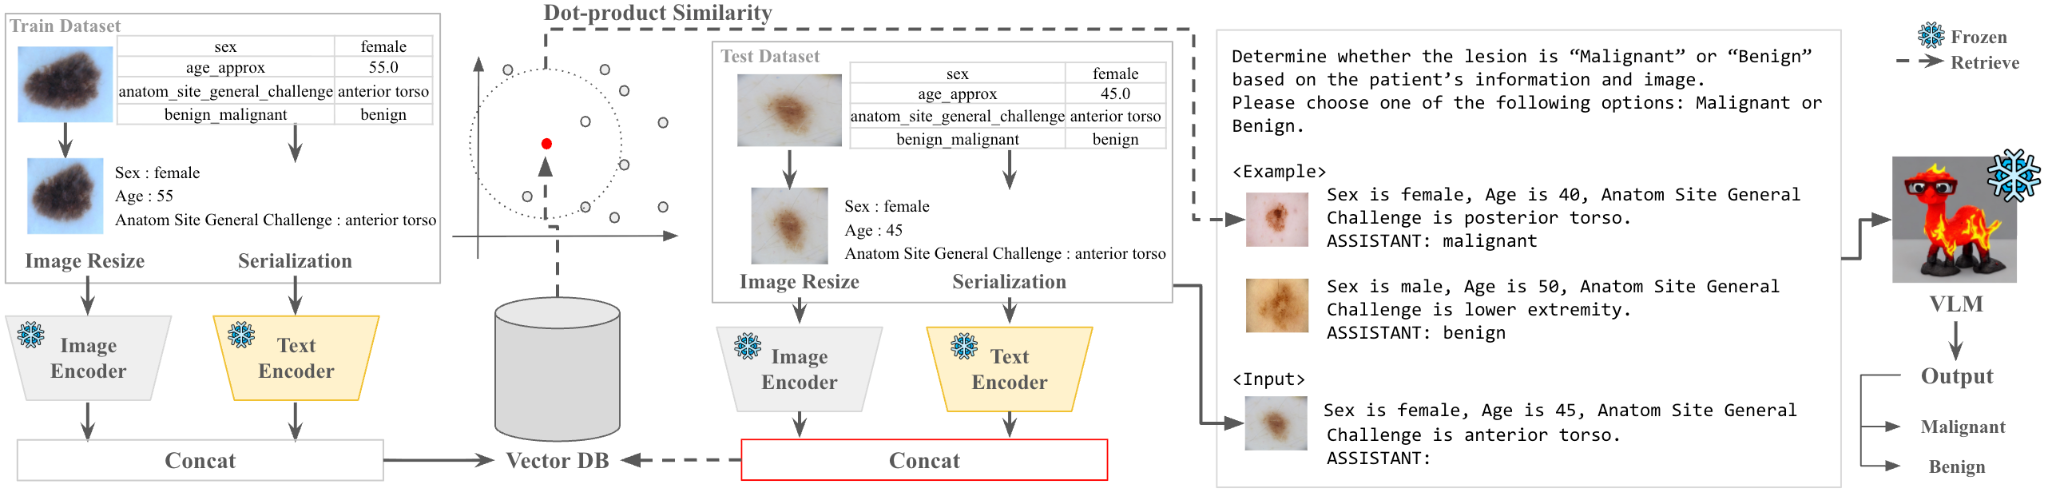 Train Dataset
sex female
age_approx 55.0
anatom_site_general_challenge anterior torso
benign_malignant benign
Sex : female
Age : 55
Anatom Site General Challenge : anterior torso
Image Resize Serialization
Image Encoder
Text Encoder
Concat
Dot-product Similarity
Vector DB
Test Dataset
sex female
age_approx 45.0
anatom_site_general_challenge anterior torso
benign_malignant benign
Sex : female
Age : 45
Anatom Site General Challenge : anterior torso
Image Resize Serialization
Image Encoder
Text Encoder
Concat
Determine whether the lesion is “Malignant” or “Benign”
based on the patient’s information and image.
Please choose one of the following options: Malignant or
Benign.
<Example>
Sex is female, Age is 40, Anatom Site General
Challenge is posterior torso.
ASSISTANT: malignant
Sex is male, Age is 50, Anatom Site General
Challenge is lower extremity.
ASSISTANT: benign
<Input>
Sex is female, Age is 45, Anatom Site General
Challenge is anterior torso.
ASSISTANT:
Frozen
Retrieve
VLM
Output
Malignant
Benign